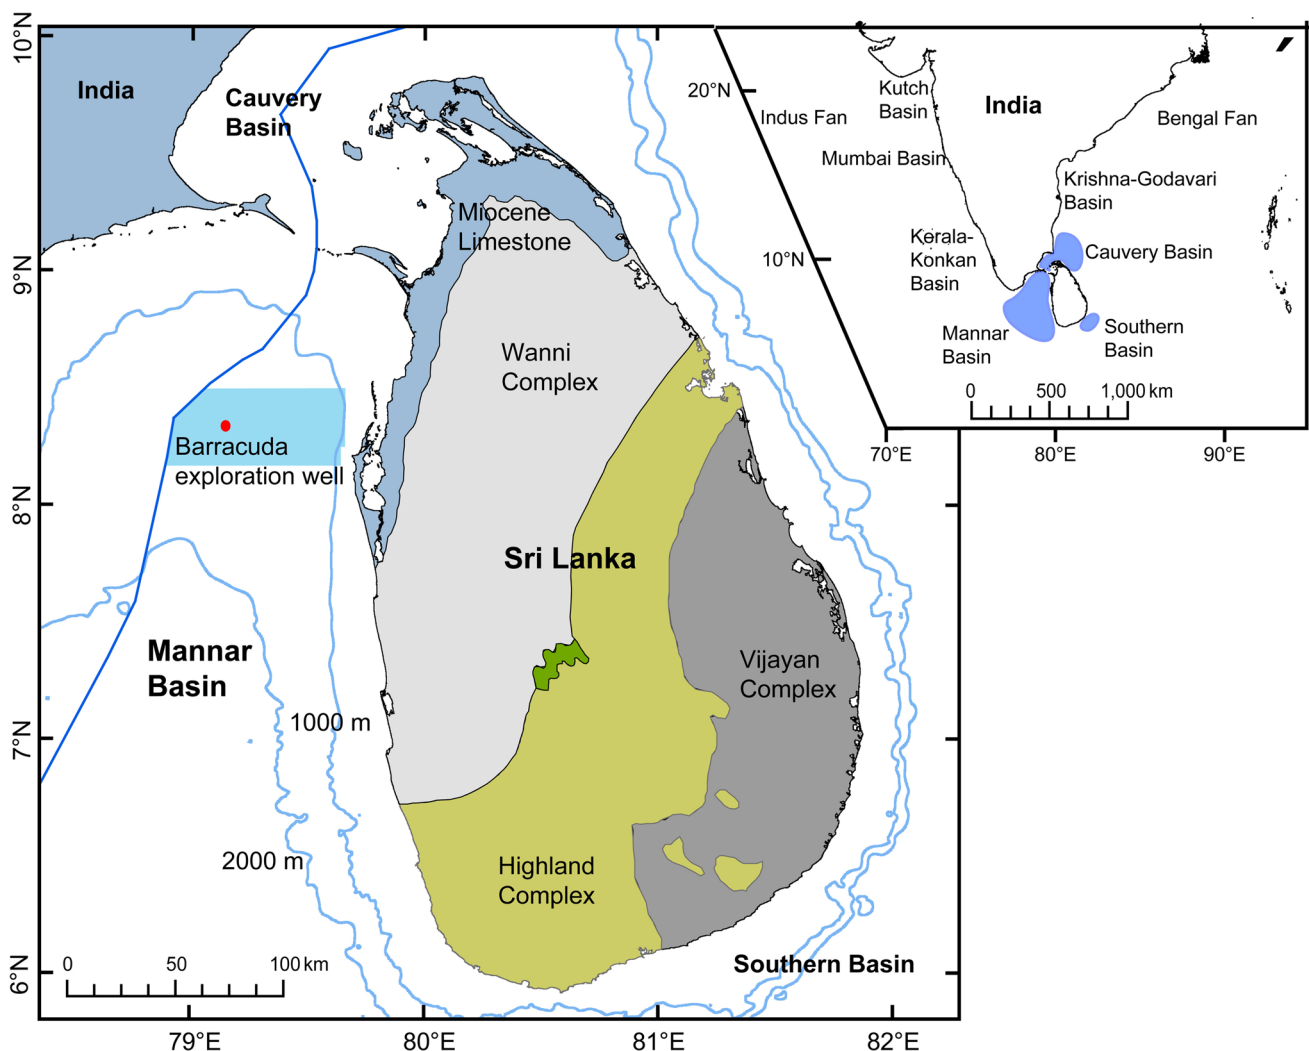 10°N
9°N
8°N
7°N
6°N
79°E
80°E
81°E
82°E
India
Cauvery
Basin
Miocene
Limestone
Wanni
Complex
Barracuda
exploration well
Sri Lanka
Mannar
Basin
Vijayan
Complex
1000 m
2000 m
Highland
Complex
Southern Basin
0 50 100 km
20°N
10°N
70°E
80°E
90°E
Kutch
Basin
India
Indus Fan
Bengal Fan
Mumbai Basin
Krishna-Godavari
Basin
Kerala-
Konkan
Basin
Cauvery Basin
Mannar
Basin
Southern
Basin
0 500 1,000 km